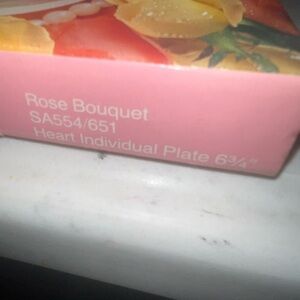 Rose Bouquet
SA554/651
Heart Individual Plate 6¾"